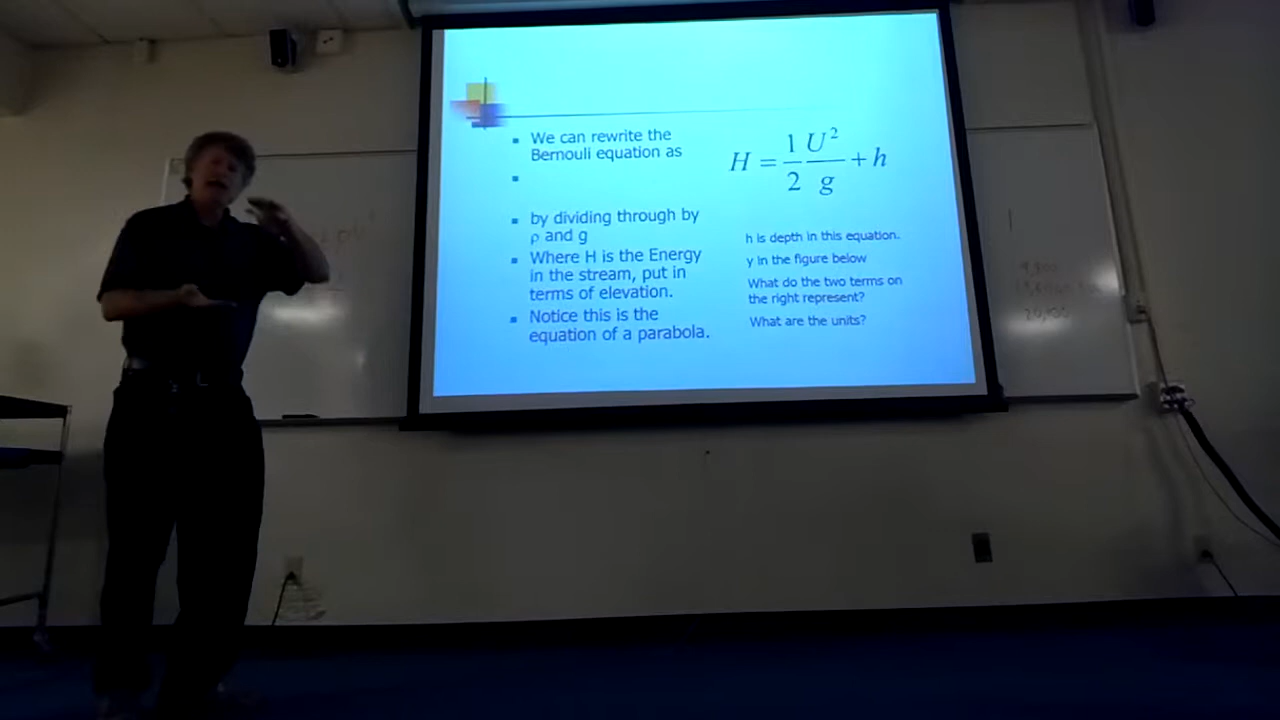 We can rewrite the
Bernouli equation as
H = 1/2 U²/g + h
by dividing through by
ρ and g
Where H is the Energy
in the stream, put in
terms of elevation.
Notice this is the
equation of a parabola.
h is depth in this equation.
y in the figure below
What do the two terms on
the right represent?
What are the units?